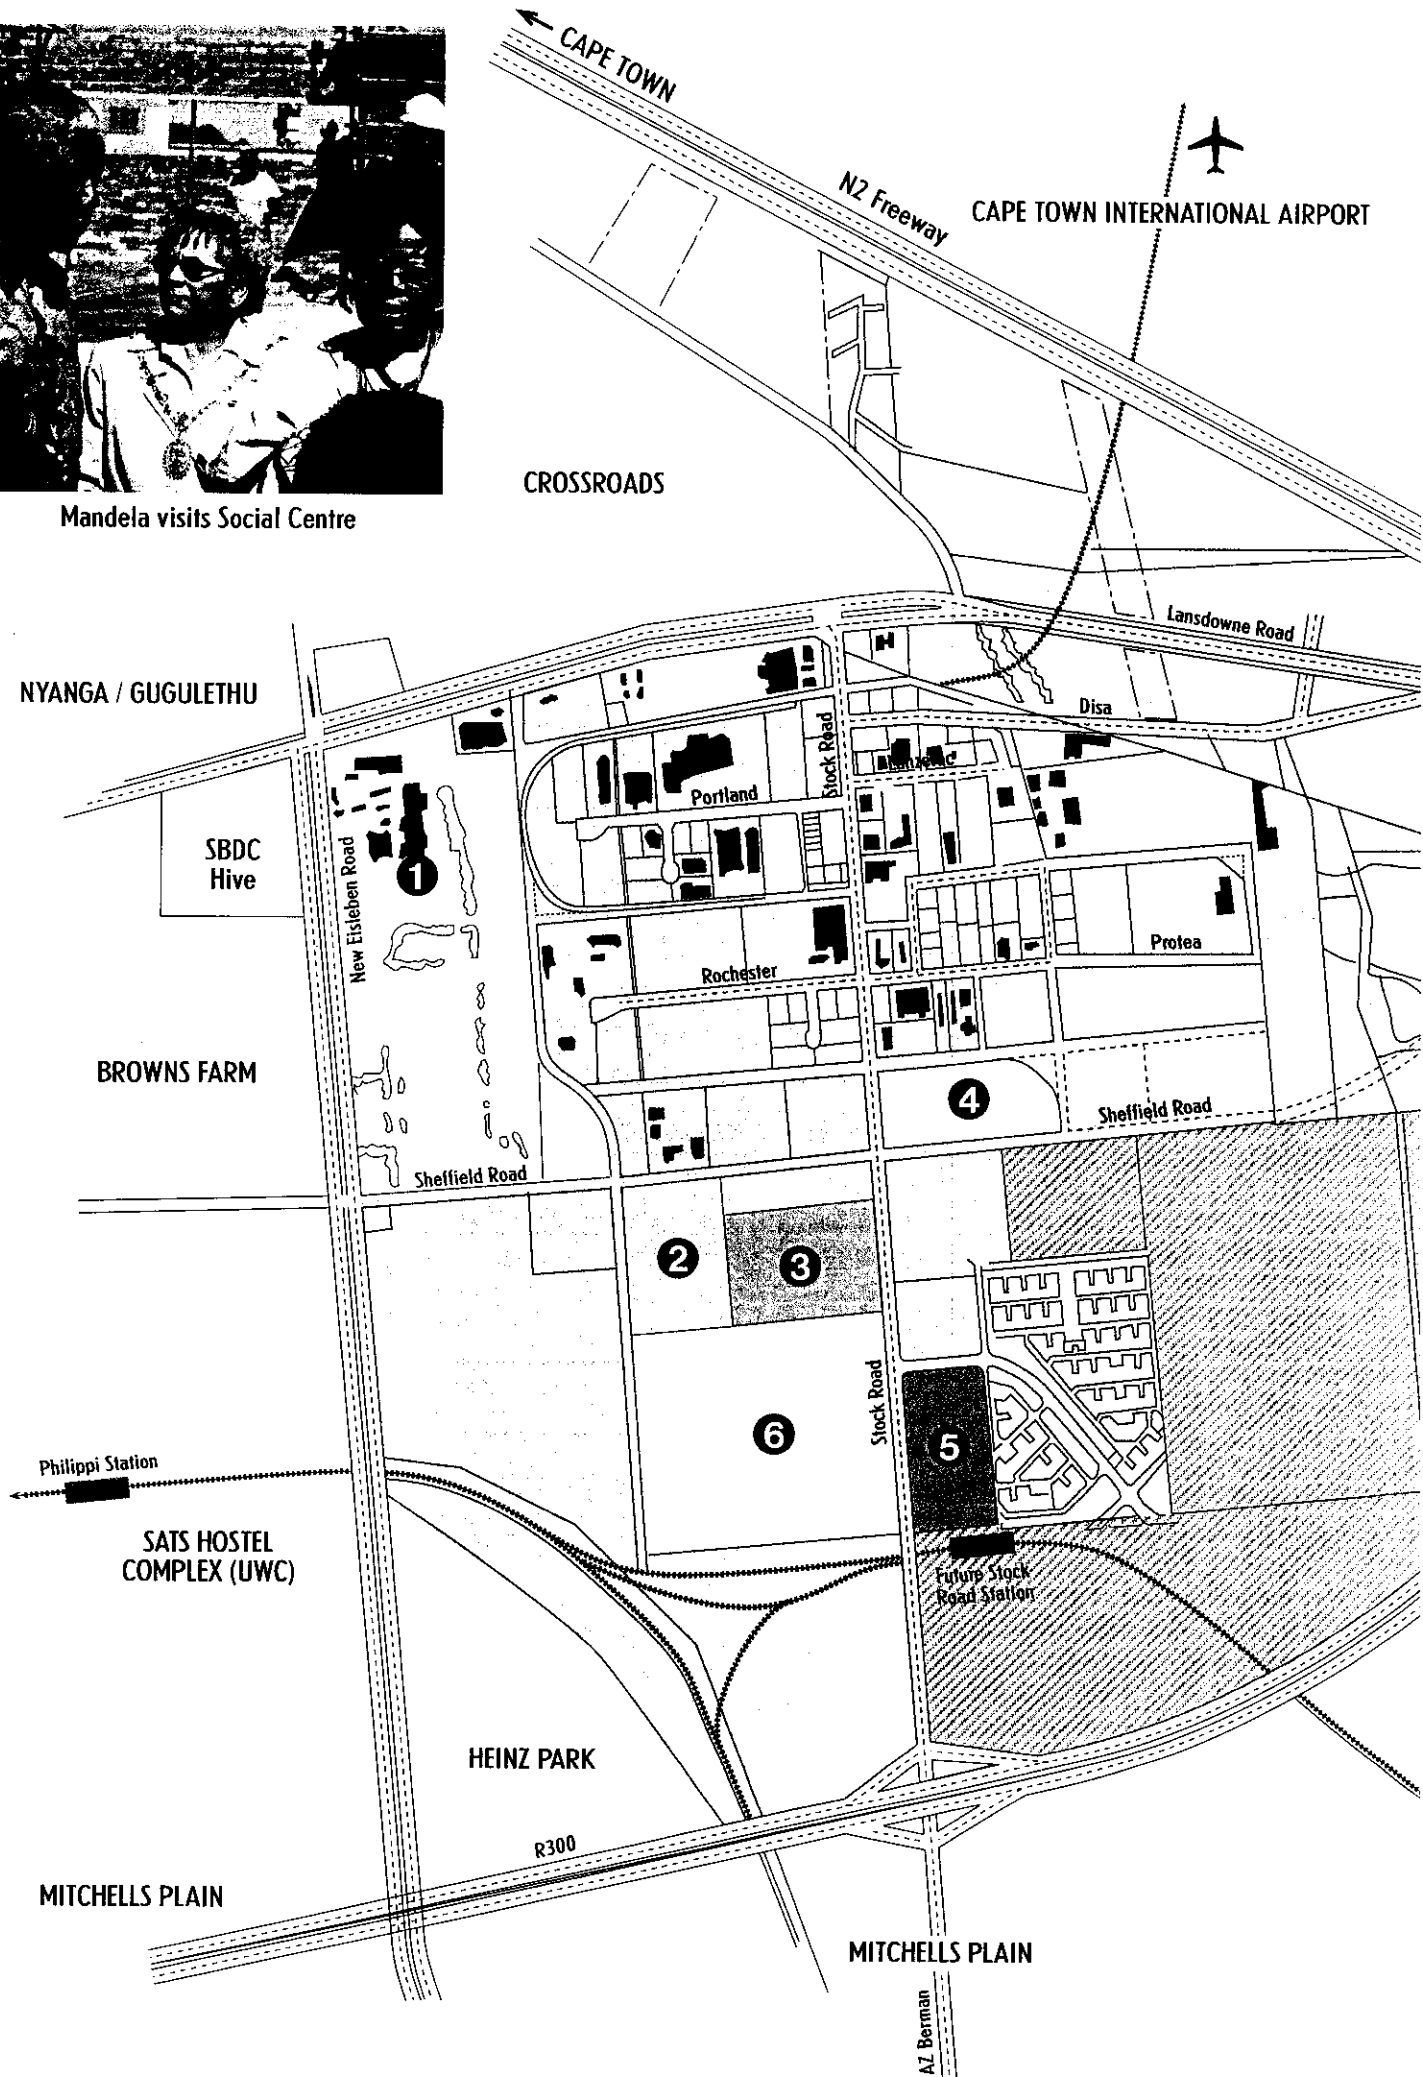 CAPE TOWN
N2 Freeway
CAPE TOWN INTERNATIONAL AIRPORT
CROSSROADS
Mandela visits Social Centre
Lansdowne Road
NYANGA / GUGULETHU
Disa
Stock Road
Portland
SBDC
Hive
1
New Eisleben Road
Protea
Rochester
BROWNS FARM
4
Sheffield Road
Sheffield Road
2
3
Stock Road
6
5
Philippi Station
SATS HOSTEL
COMPLEX (UWC)
Future Stock
Road Station
HEINZ PARK
R300
MITCHELLS PLAIN
MITCHELLS PLAIN
AZ Berman